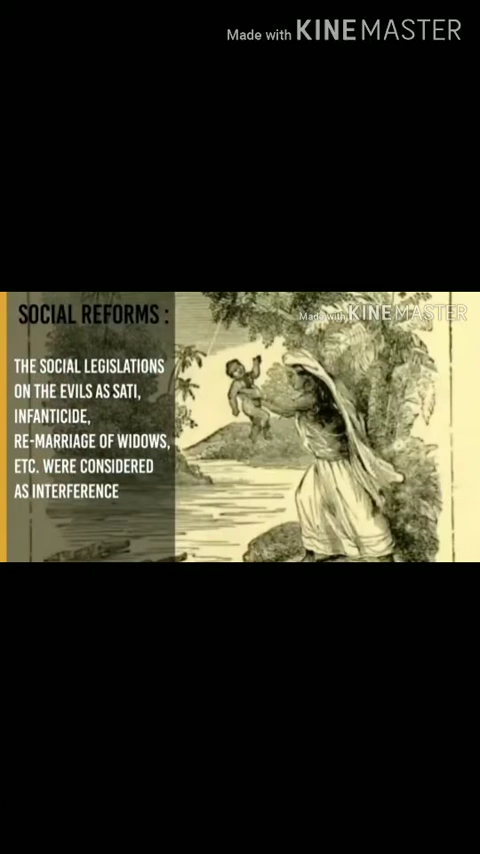 Made with KINEMASTER
Made with KINEMASTER
SOCIAL REFORMS :
THE SOCIAL LEGISLATIONS
ON THE EVILS AS SATI,
INFANTICIDE,
RE-MARRIAGE OF WIDOWS,
ETC. WERE CONSIDERED
AS INTERFERENCE